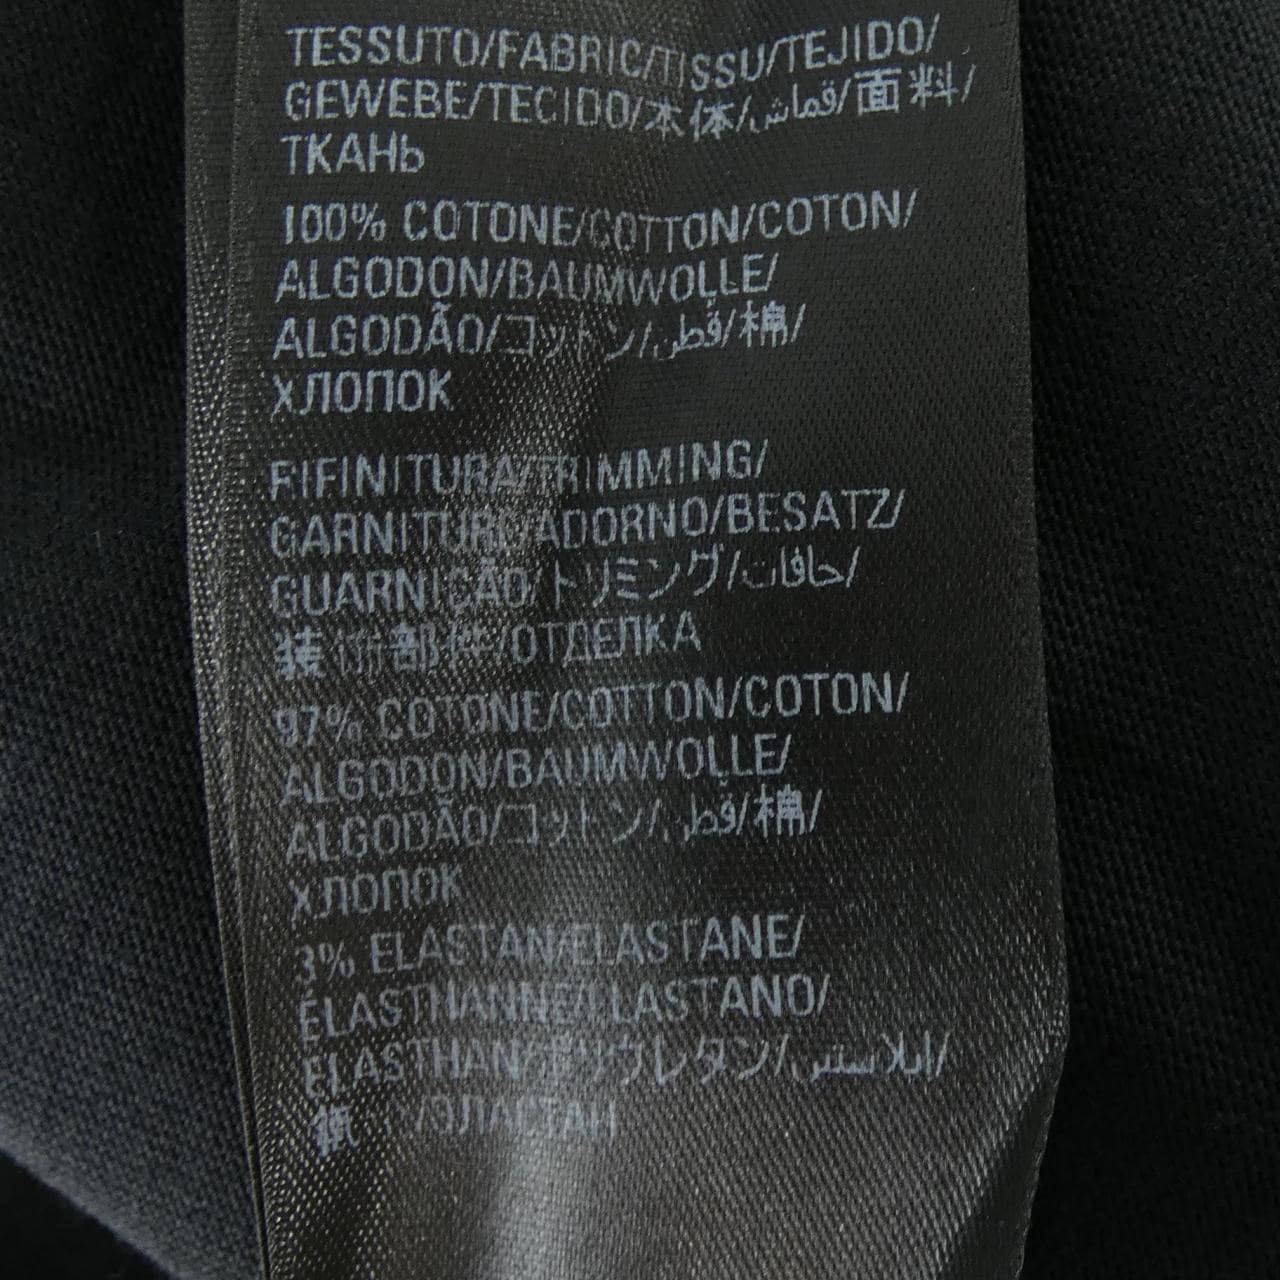 TESSUTO/FABRIC/TISSU/TEJIDO/
GEWEBE/TECIDO/本体/قماش/面料/
ТКАНЬ
100% COTONE/COTTON/COTON/
ALGODON/BAUMWOLLE/
ALGODÃO/コットン/قطن/棉/
ХЛОПОК
RIFINITURA/TRIMMING/
GARNITURE/ADORNO/BESATZ/
GUARNIÇÃO/トリミング/حافات/
装饰部件/ОТДЕЛКА
97% COTONE/COTTON/COTON/
ALGODON/BAUMWOLLE/
ALGODÃO/コットン/قطن/棉/
ХЛОПОК
3% ELASTAN/ELASTANE/
ÉLASTHANNE/ELASTANO/
ELASTHAN/ポリウレタン/ايلاستين/
/ЭЛАСТАН